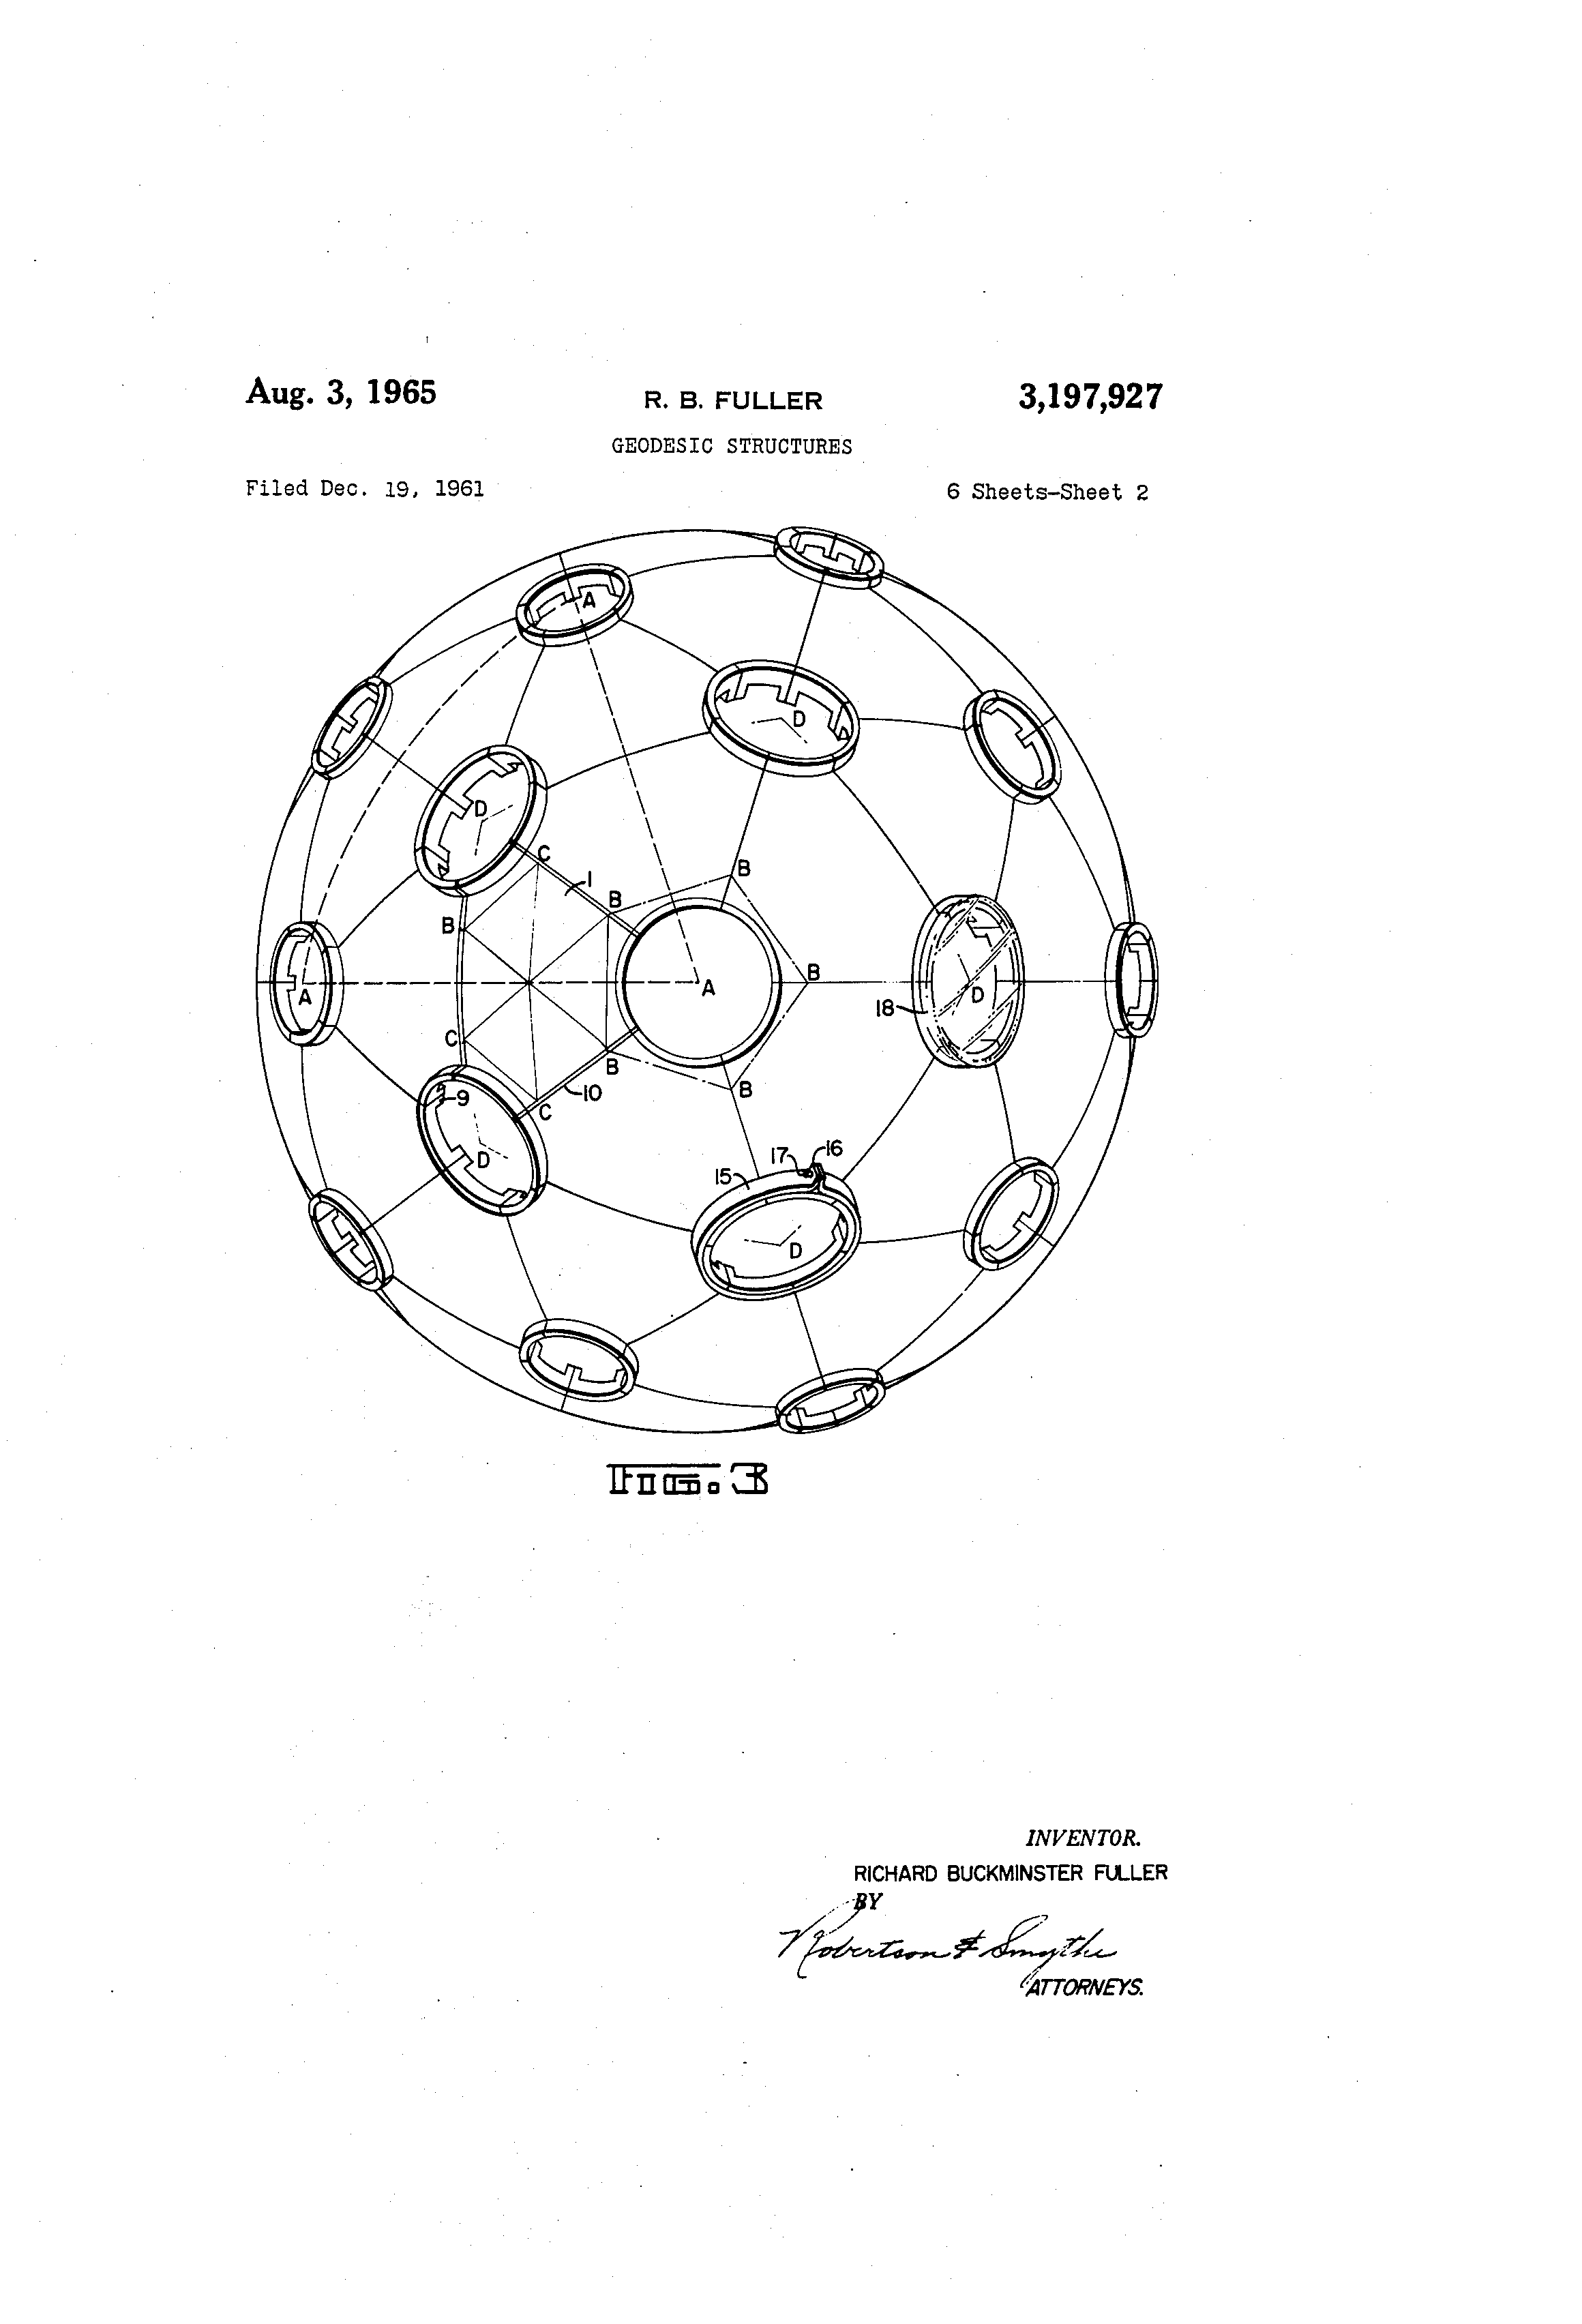 Aug. 3, 1965 R. B. FULLER 3,197,927
GEODESIC STRUCTURES
Filed Dec. 19, 1961 6 Sheets-Sheet 2
A
D
D
C
1
B
B
B
A
A
B
D
18
C
B
B
10
C
9
D
17
16
15
D
FIG. 3
INVENTOR.
RICHARD BUCKMINSTER FULLER
BY
Robertson & Smythe
ATTORNEYS.